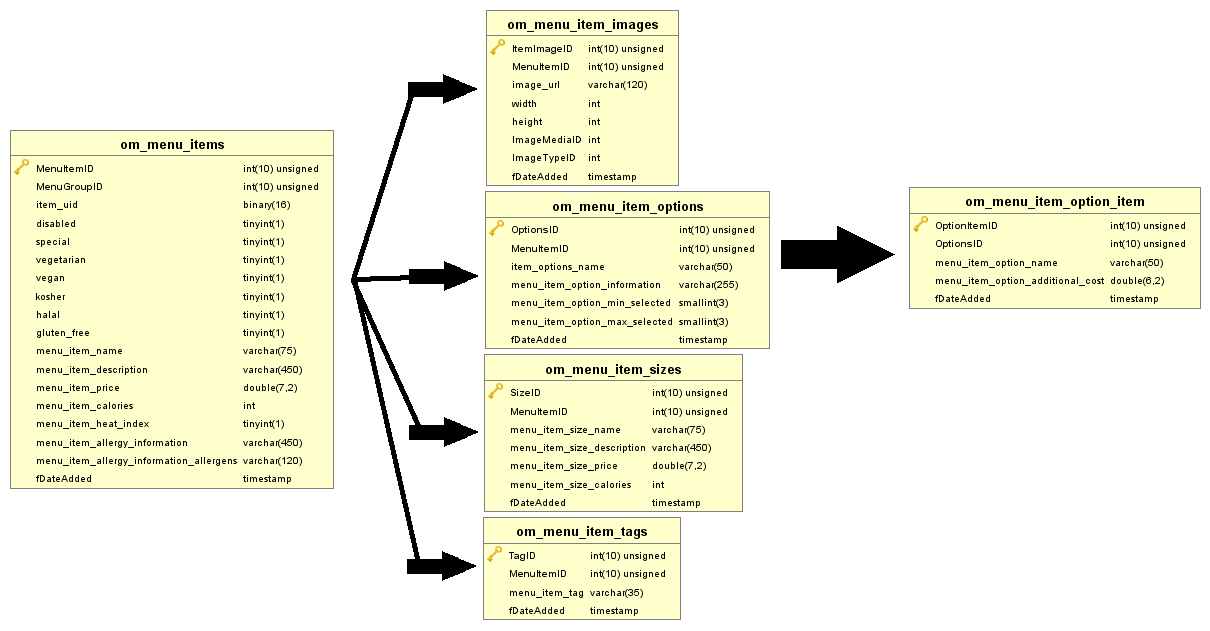 om_menu_items
MenuItemID int(10) unsigned
MenuGroupID int(10) unsigned
item_uid binary(16)
disabled tinyint(1)
special tinyint(1)
vegetarian tinyint(1)
vegan tinyint(1)
kosher tinyint(1)
halal tinyint(1)
gluten_free tinyint(1)
menu_item_name varchar(75)
menu_item_description varchar(450)
menu_item_price double(7,2)
menu_item_calories int
menu_item_heat_index tinyint(1)
menu_item_allergy_information varchar(450)
menu_item_allergy_information_allergens varchar(120)
fDateAdded timestamp
om_menu_item_images
ItemImageID int(10) unsigned
MenuItemID int(10) unsigned
image_url varchar(120)
width int
height int
ImageMediaID int
ImageTypeID int
fDateAdded timestamp
om_menu_item_options
OptionsID int(10) unsigned
MenuItemID int(10) unsigned
item_options_name varchar(50)
menu_item_option_information varchar(255)
menu_item_option_min_selected smallint(3)
menu_item_option_max_selected smallint(3)
fDateAdded timestamp
om_menu_item_sizes
SizeID int(10) unsigned
MenuItemID int(10) unsigned
menu_item_size_name varchar(75)
menu_item_size_description varchar(450)
menu_item_size_price double(7,2)
menu_item_size_calories int
fDateAdded timestamp
om_menu_item_tags
TagID int(10) unsigned
MenuItemID int(10) unsigned
menu_item_tag varchar(35)
fDateAdded timestamp
om_menu_item_option_item
OptionItemID int(10) unsigned
OptionsID int(10) unsigned
menu_item_option_name varchar(50)
menu_item_option_additional_cost double(6,2)
fDateAdded timestamp